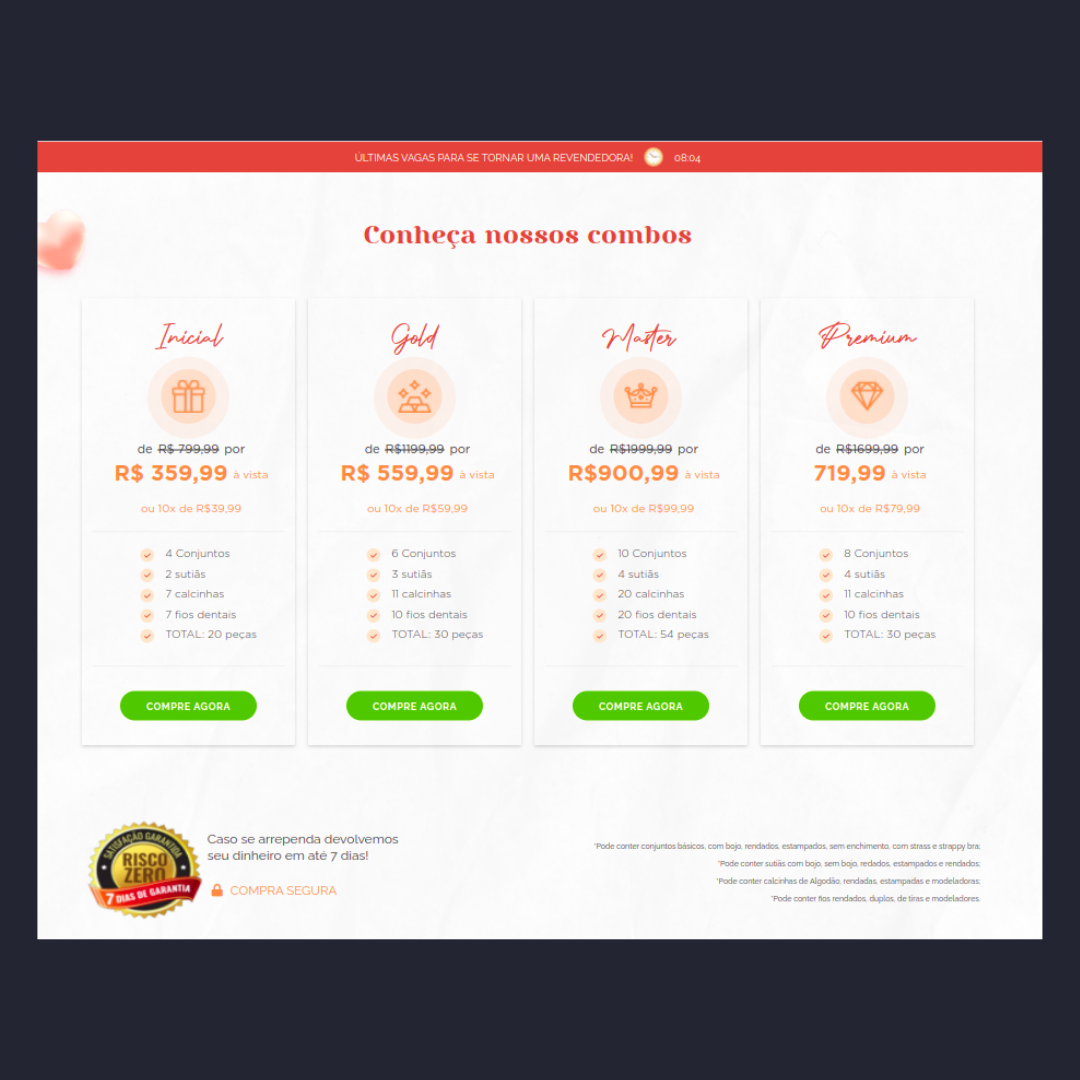 ÚLTIMAS VAGAS PARA SE TORNAR UMA REVENDEDORA! 08:04
Conheça nossos combos
Inicial
de R$ 799,99 por
R$ 359,99 à vista
ou 10x de R$39,99
4 Conjuntos
2 sutiãs
7 calcinhas
7 fios dentais
TOTAL: 20 peças
COMPRE AGORA
Gold
de R$1199,99 por
R$ 559,99 à vista
ou 10x de R$59,99
6 Conjuntos
3 sutiãs
11 calcinhas
10 fios dentais
TOTAL: 30 peças
COMPRE AGORA
Master
de R$1999,99 por
R$900,99 à vista
ou 10x de R$99,99
10 Conjuntos
4 sutiãs
20 calcinhas
20 fios dentais
TOTAL: 54 peças
COMPRE AGORA
Premium
de R$1699,99 por
719,99 à vista
ou 10x de R$79,99
8 Conjuntos
4 sutiãs
11 calcinhas
10 fios dentais
TOTAL: 30 peças
COMPRE AGORA
SATISFAÇÃO GARANTIDA
RISCO
ZERO
7 DIAS DE GARANTIA
Caso se arrependa devolvemos
seu dinheiro em até 7 dias!
COMPRA SEGURA
*Pode conter conjuntos básicos, com bojo, rendados, estampados, sem enchimento, com strass e strappy bra;
*Pode conter sutiãs com bojo, sem bojo, redados, estampados e rendados;
*Pode conter calcinhas de Algodão, rendadas, estampadas e modeladoras;
*Pode conter fios rendados, duplos, de tiras e modeladores.